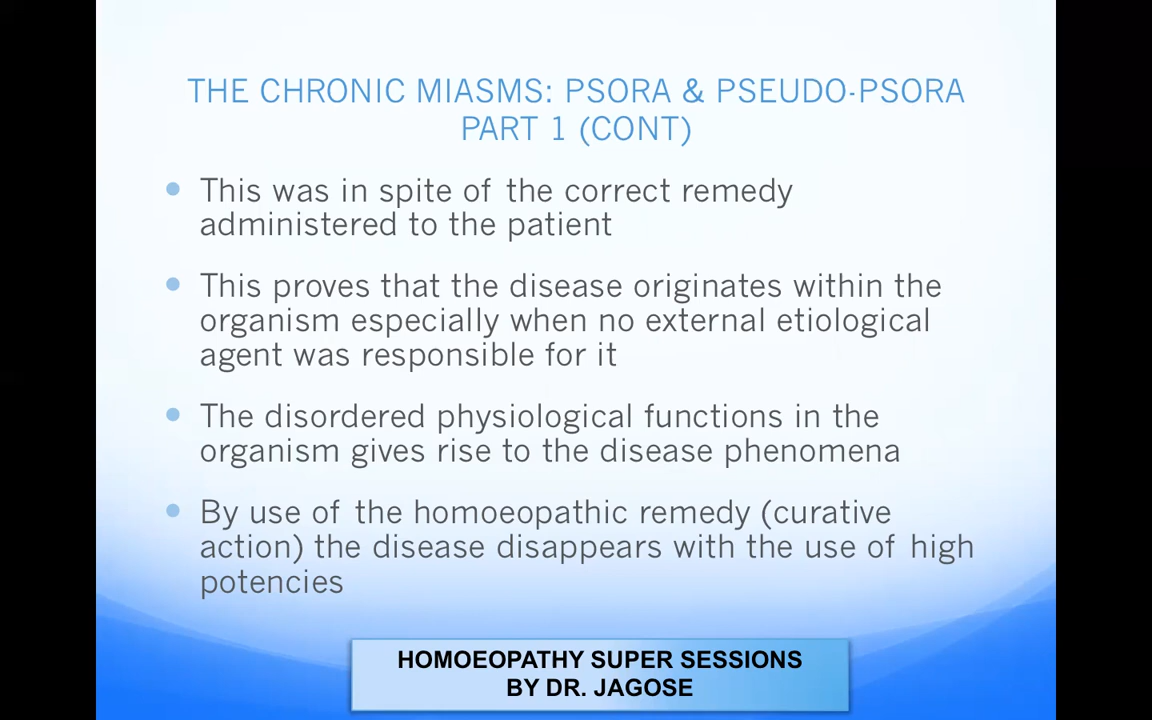 THE CHRONIC MIASMS: PSORA & PSEUDO-PSORA
PART 1 (CONT)
• This was in spite of the correct remedy
administered to the patient
• This proves that the disease originates within the
organism especially when no external etiological
agent was responsible for it
• The disordered physiological functions in the
organism gives rise to the disease phenomena
• By use of the homoeopathic remedy (curative
action) the disease disappears with the use of high
potencies
HOMOEOPATHY SUPER SESSIONS
BY DR. JAGOSE